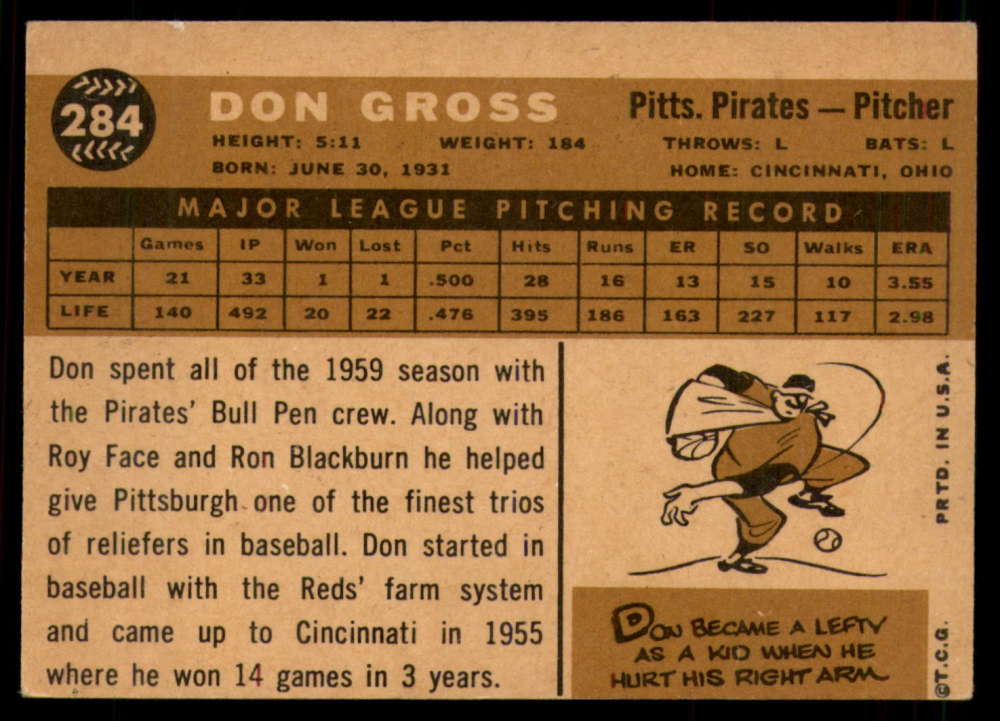 284
DON GROSS
Pitts. Pirates — Pitcher
HEIGHT: 5:11 WEIGHT: 184 THROWS: L BATS: L
BORN: JUNE 30, 1931 HOME: CINCINNATI, OHIO
MAJOR LEAGUE PITCHING RECORD
Games IP Won Lost Pct Hits Runs ER SO Walks ERA
YEAR 21 33 1 1 .500 28 16 13 15 10 3.55
LIFE 140 492 20 22 .476 395 186 163 227 117 2.98
Don spent all of the 1959 season with
the Pirates' Bull Pen crew. Along with
Roy Face and Ron Blackburn he helped
give Pittsburgh one of the finest trios
of reliefers in baseball. Don started in
baseball with the Reds' farm system
and came up to Cincinnati in 1955
where he won 14 games in 3 years.
DON BECAME A LEFTY
AS A KID WHEN HE
HURT HIS RIGHT ARM
©T.C.G. PRTD. IN U.S.A.